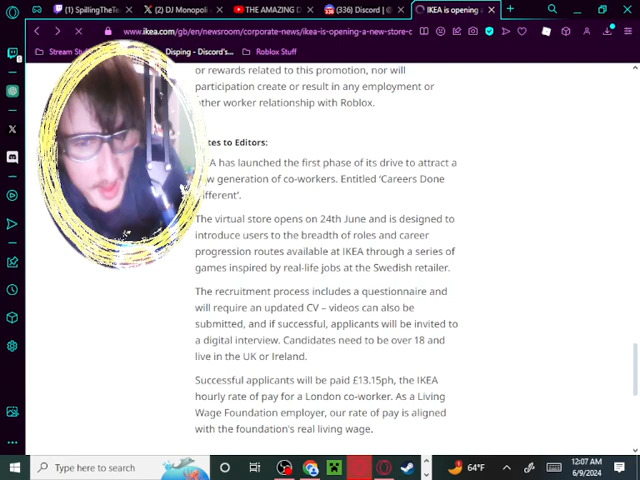 SpillingTheTe
DJ Monopoli
THE AMAZING D
(336) Discord |
IKEA is opening a
www.ikea.com/gb/en/newsroom/corporate-news/ikea-is-opening-a-new-store-o
Stream Stu
Disping - Discord's...
Roblox Stuff
or rewards related to this promotion, nor will
participation create or result in any employment or
other worker relationship with Roblox.
tes to Editors:
A has launched the first phase of its drive to attract a
w generation of co-workers. Entitled ‘Careers Done
ifferent’.
The virtual store opens on 24th June and is designed to
introduce users to the breadth of roles and career
progression routes available at IKEA through a series of
games inspired by real-life jobs at the Swedish retailer.
The recruitment process includes a questionnaire and
will require an updated CV – videos can also be
submitted, and if successful, applicants will be invited to
a digital interview. Candidates need to be over 18 and
live in the UK or Ireland.
Successful applicants will be paid £13.15ph, the IKEA
hourly rate of pay for a London co-worker. As a Living
Wage Foundation employer, our rate of pay is aligned
with the foundation's real living wage.
Type here to search
64°F
12:07 AM
6/9/2024